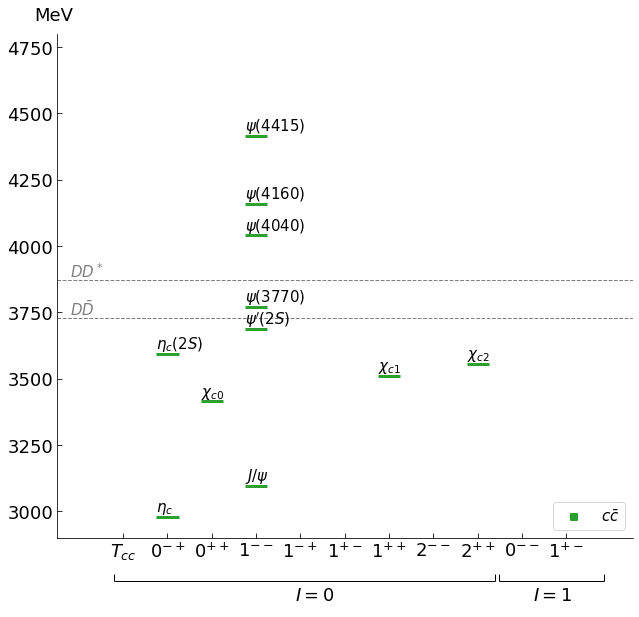 MeV
4750
4500
4250
4000
3750
3500
3250
3000
ψ(4415)
ψ(4160)
ψ(4040)
DD*
ψ(3770)
DD̄
ψ′(2S)
η_c(2S)
χ_c2
χ_c1
χ_c0
J/ψ
η_c
cc̄
T_cc 0⁻⁺ 0⁺⁺ 1⁻⁻ 1⁻⁺ 1⁺⁻ 1⁺⁺ 2⁻⁻ 2⁺⁺ 0⁻⁻ 1⁺⁻
I = 0 I = 1